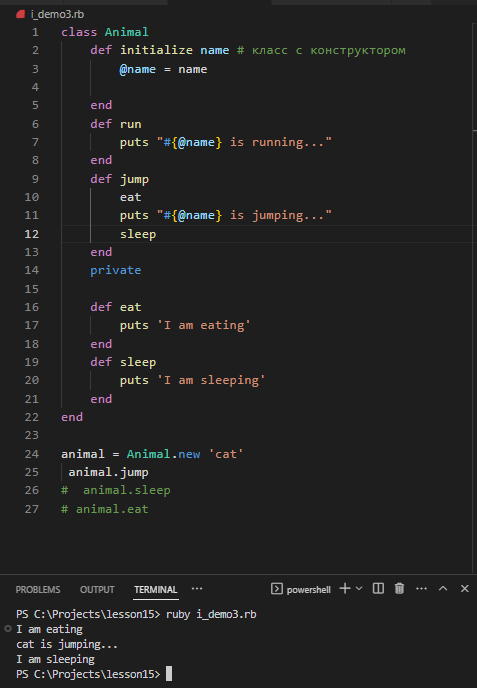 i_demo3.rb
1 class Animal
2 def initialize name # класс с конструктором
3 @name = name
4
5 end
6 def run
7 puts "#{@name} is running..."
8 end
9 def jump
10 eat
11 puts "#{@name} is jumping..."
12 sleep
13 end
14 private
15
16 def eat
17 puts 'I am eating'
18 end
19 def sleep
20 puts 'I am sleeping'
21 end
22 end
23
24 animal = Animal.new 'cat'
25 animal.jump
26 #  animal.sleep
27 # animal.eat
PROBLEMS OUTPUT TERMINAL ··· powershell
PS C:\Projects\lesson15> ruby i_demo3.rb
I am eating
cat is jumping...
I am sleeping
PS C:\Projects\lesson15>